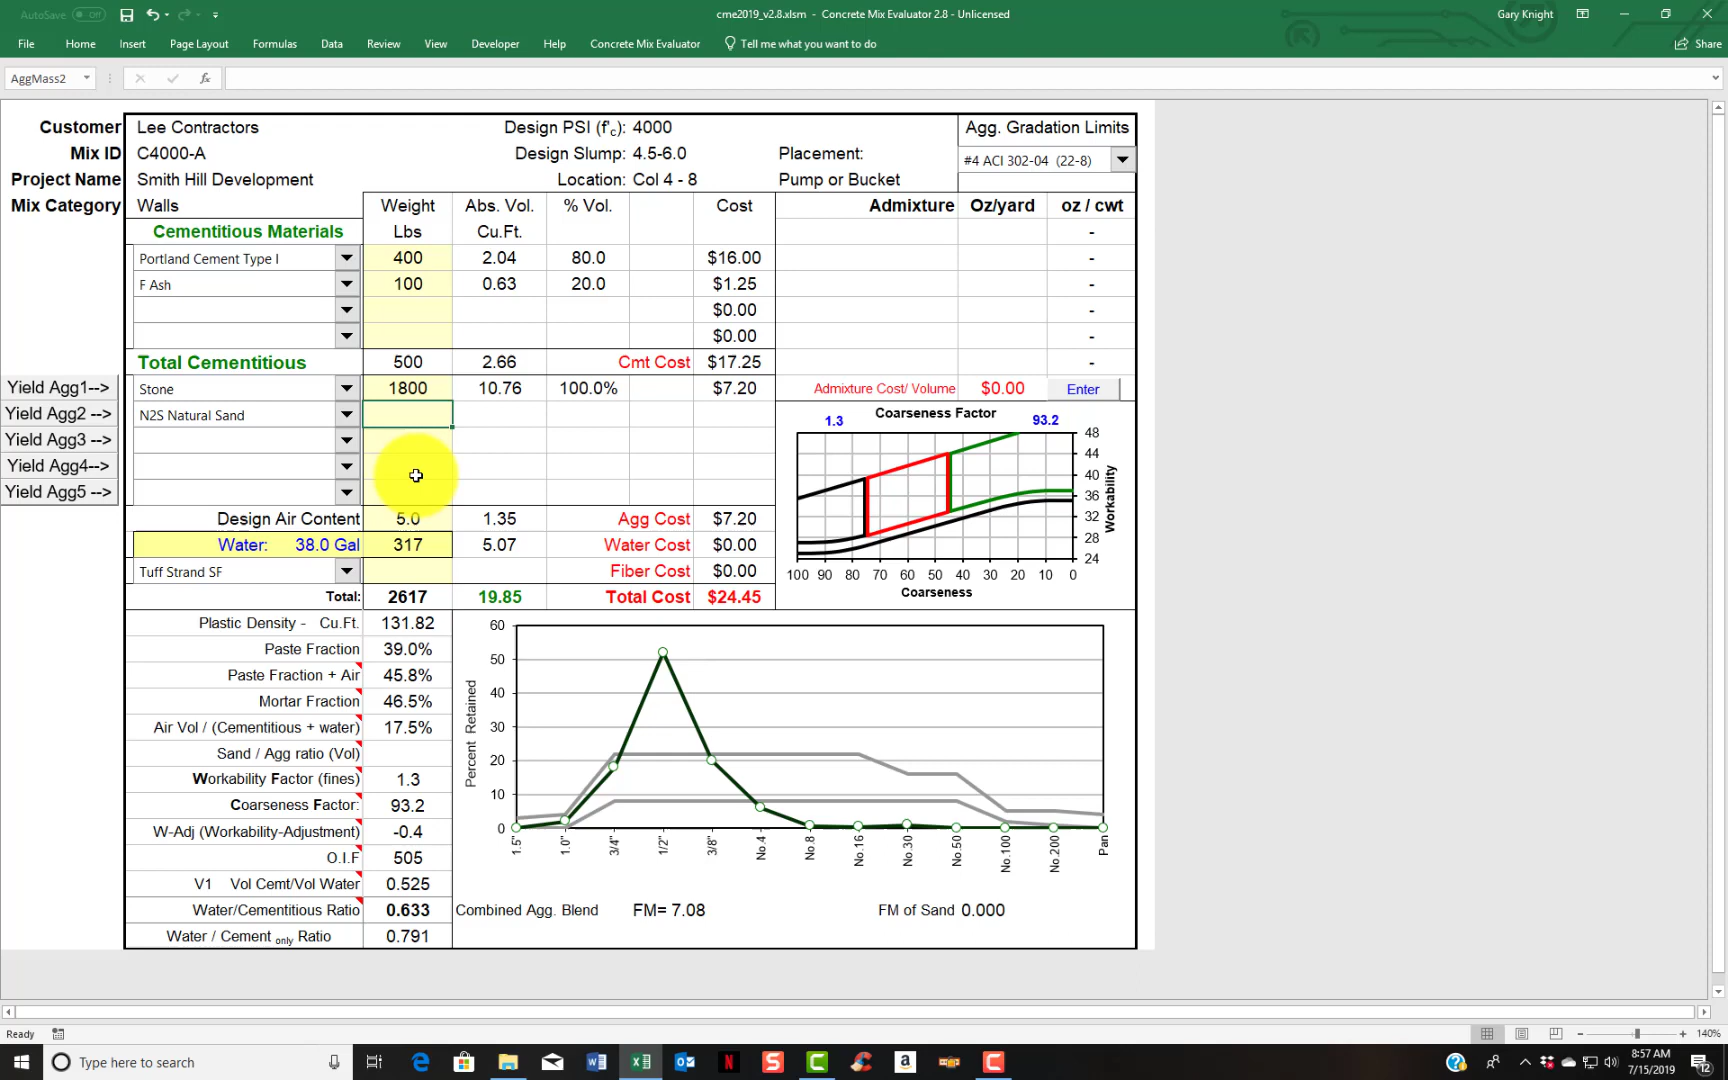 AutoSave Off
cme2019_v2.8.xlsm - Concrete Mix Evaluator 2.8 - Unlicensed
Gary Knight
File Home Insert Page Layout Formulas Data Review View Developer Help Concrete Mix Evaluator Tell me what you want to do Share
AggMass2 fx
Customer Lee Contractors Design PSI (f'c): 4000 Agg. Gradation Limits
Mix ID C4000-A Design Slump: 4.5-6.0 Placement: #4 ACI 302-04 (22-8)
Project Name Smith Hill Development Location: Col 4 - 8 Pump or Bucket
Mix Category Walls Weight Abs. Vol. % Vol. Cost Admixture Oz/yard oz / cwt
Cementitious Materials Lbs Cu.Ft. -
Portland Cement Type I 400 2.04 80.0 $16.00 -
F Ash 100 0.63 20.0 $1.25 -
$0.00 -
$0.00 -
Total Cementitious 500 2.66 Cmt Cost $17.25 -
Yield Agg1--> Stone 1800 10.76 100.0% $7.20 Admixture Cost/ Volume $0.00 Enter
Yield Agg2 --> N2S Natural Sand
Yield Agg3 -->
Yield Agg4-->
Yield Agg5 -->
Coarseness Factor
1.3 93.2
48
44
40
36
32
28
24
Workability
100 90 80 70 60 50 40 30 20 10 0
Coarseness
Design Air Content 5.0 1.35 Agg Cost $7.20
Water: 38.0 Gal 317 5.07 Water Cost $0.00
Tuff Strand SF Fiber Cost $0.00
Total: 2617 19.85 Total Cost $24.45
Plastic Density - Cu.Ft. 131.82
Paste Fraction 39.0%
Paste Fraction + Air 45.8%
Mortar Fraction 46.5%
Air Vol / (Cementitious + water) 17.5%
Sand / Agg ratio (Vol)
Workability Factor (fines) 1.3
Coarseness Factor: 93.2
W-Adj (Workability-Adjustment) -0.4
O.I.F 505
V1 Vol Cemt/Vol Water 0.525
Water/Cementitious Ratio 0.633
Water / Cement only Ratio 0.791
60
50
40
30
20
10
0
Percent Retained
1.5" 1.0" 3/4" 1/2" 3/8" No.4 No.8 No.16 No.30 No.50 No.100 No.200 Pan
Combined Agg. Blend FM= 7.08 FM of Sand 0.000
Ready 140%
Type here to search
8:57 AM
7/15/2019
12